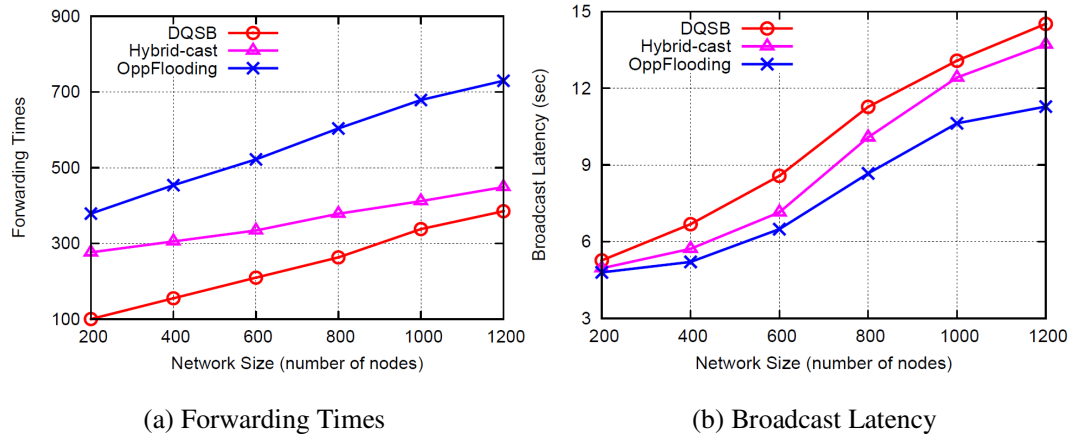 900
700
500
300
100
200
400
600
800
1000
1200
Forwarding Times
Network Size (number of nodes)
DQSB
Hybrid-cast
OppFlooding
(a) Forwarding Times
15
12
9
6
3
200
400
600
800
1000
1200
Broadcast Latency (sec)
Network Size (number of nodes)
DQSB
Hybrid-cast
OppFlooding
(b) Broadcast Latency